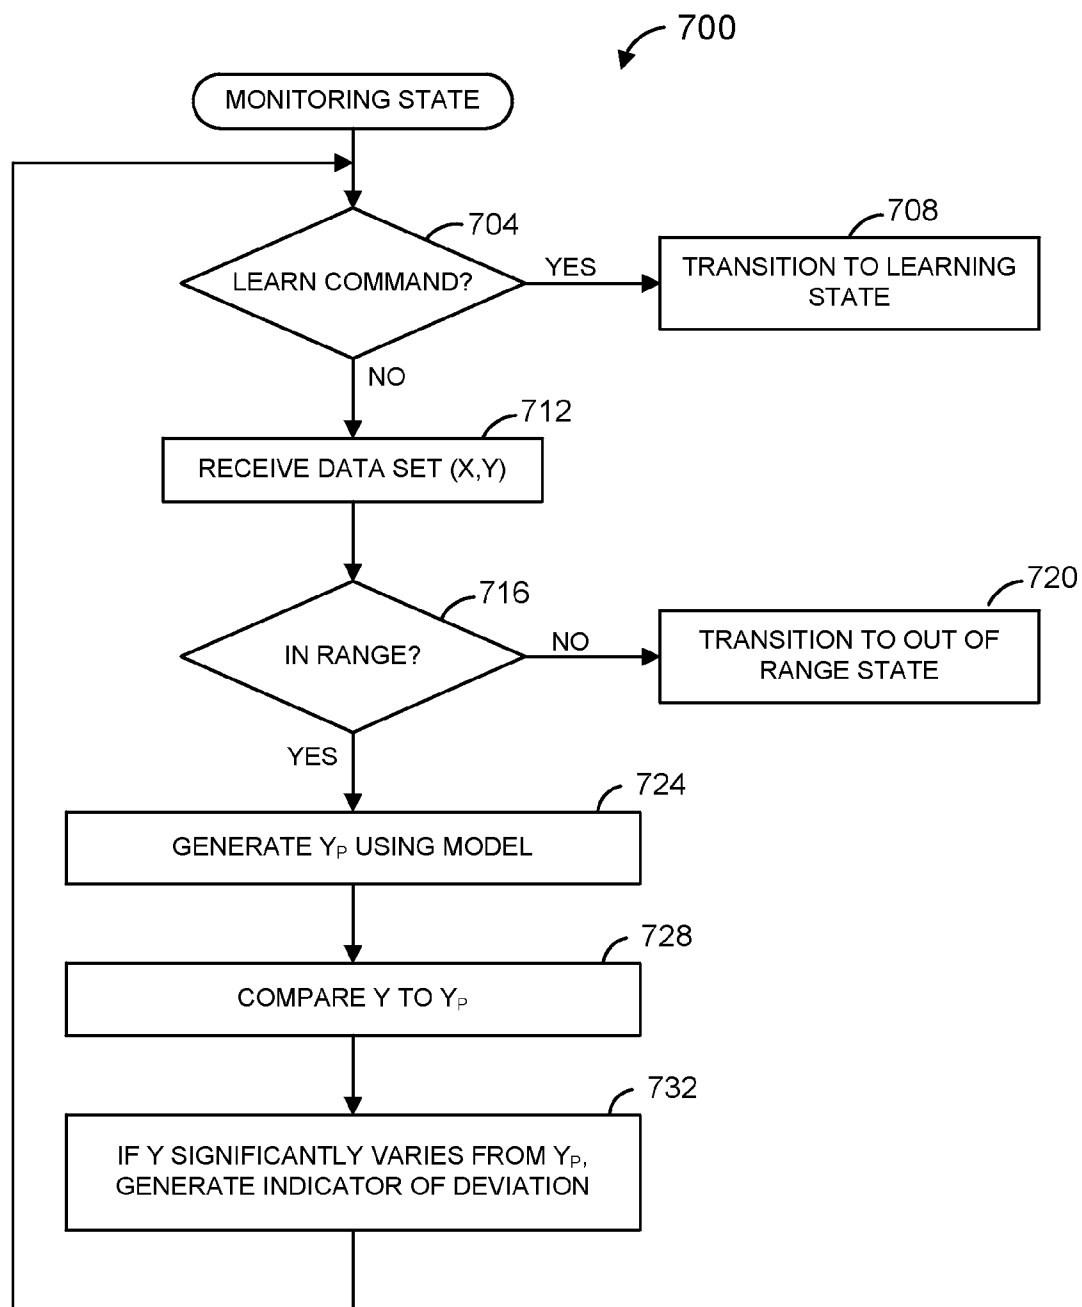 700
MONITORING STATE
704
LEARN COMMAND?
YES
708
TRANSITION TO LEARNING
STATE
NO
712
RECEIVE DATA SET (X,Y)
716
IN RANGE?
NO
720
TRANSITION TO OUT OF
RANGE STATE
YES
724
GENERATE YP USING MODEL
728
COMPARE Y TO YP
732
IF Y SIGNIFICANTLY VARIES FROM YP,
GENERATE INDICATOR OF DEVIATION